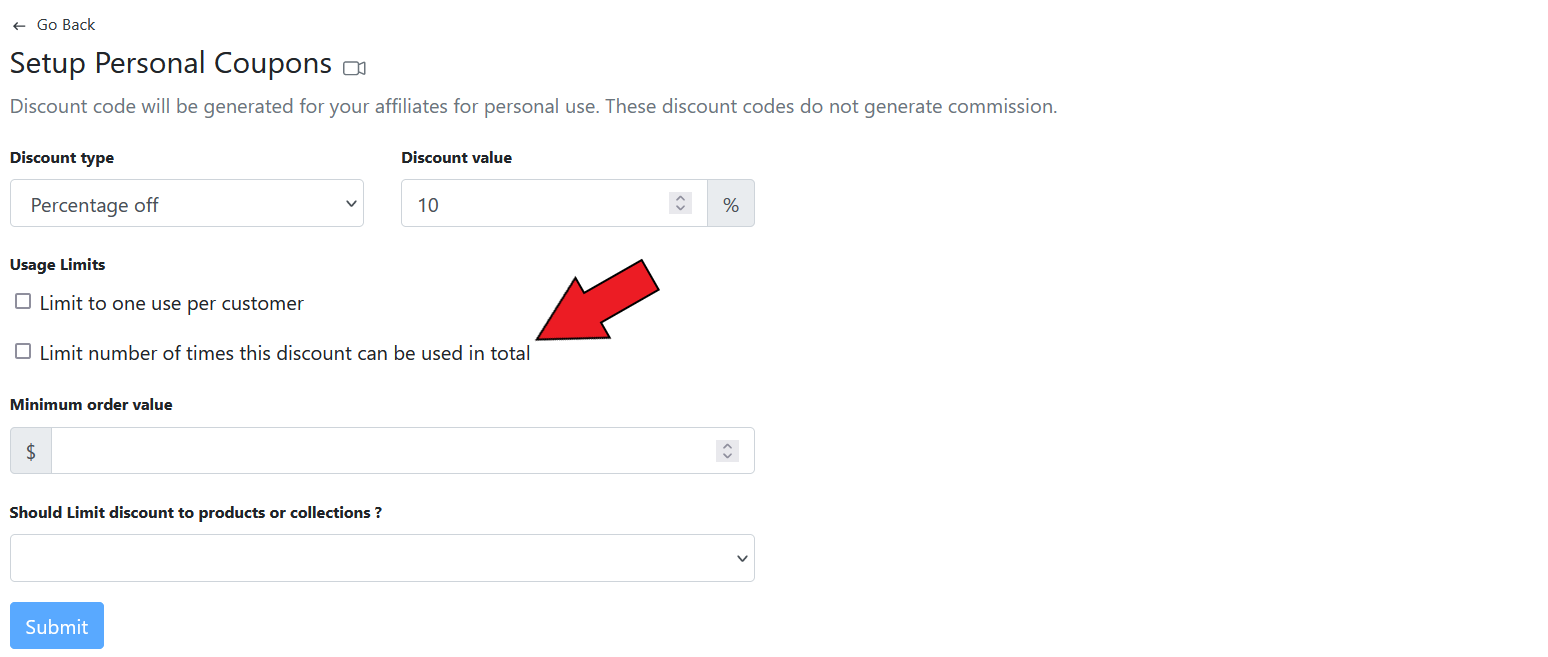 Go Back
Setup Personal Coupons
Discount code will be generated for your affiliates for personal use. These discount codes do not generate commission.
Discount type Discount value
Percentage off 10 %
Usage Limits
Limit to one use per customer
Limit number of times this discount can be used in total
Minimum order value
$
Should Limit discount to products or collections ?
Submit